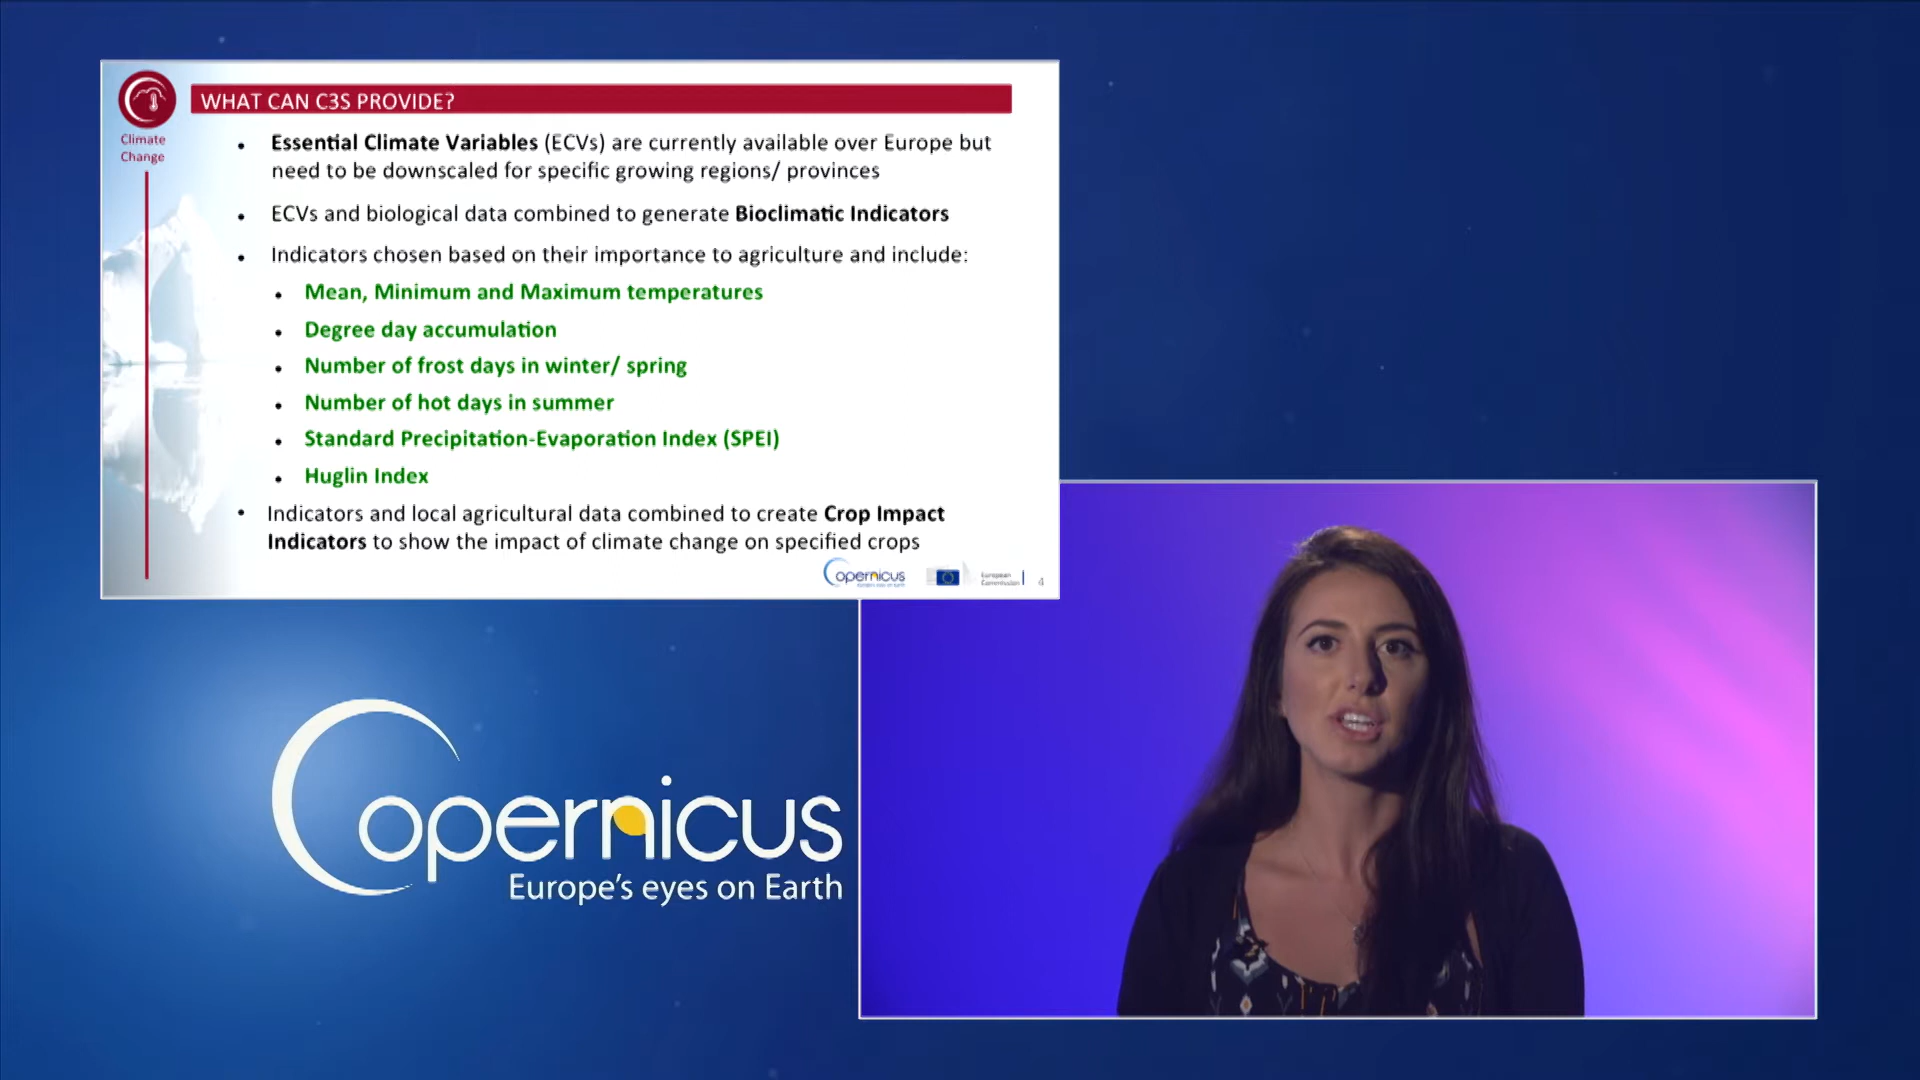 WHAT CAN C3S PROVIDE?
Climate
Change
• Essential Climate Variables (ECVs) are currently available over Europe but
need to be downscaled for specific growing regions/ provinces
• ECVs and biological data combined to generate Bioclimatic Indicators
• Indicators chosen based on their importance to agriculture and include:
• Mean, Minimum and Maximum temperatures
• Degree day accumulation
• Number of frost days in winter/ spring
• Number of hot days in summer
• Standard Precipitation-Evaporation Index (SPEI)
• Huglin Index
• Indicators and local agricultural data combined to create Crop Impact
Indicators to show the impact of climate change on specified crops
Copernicus
European
Commission
4
Copernicus
Europe's eyes on Earth